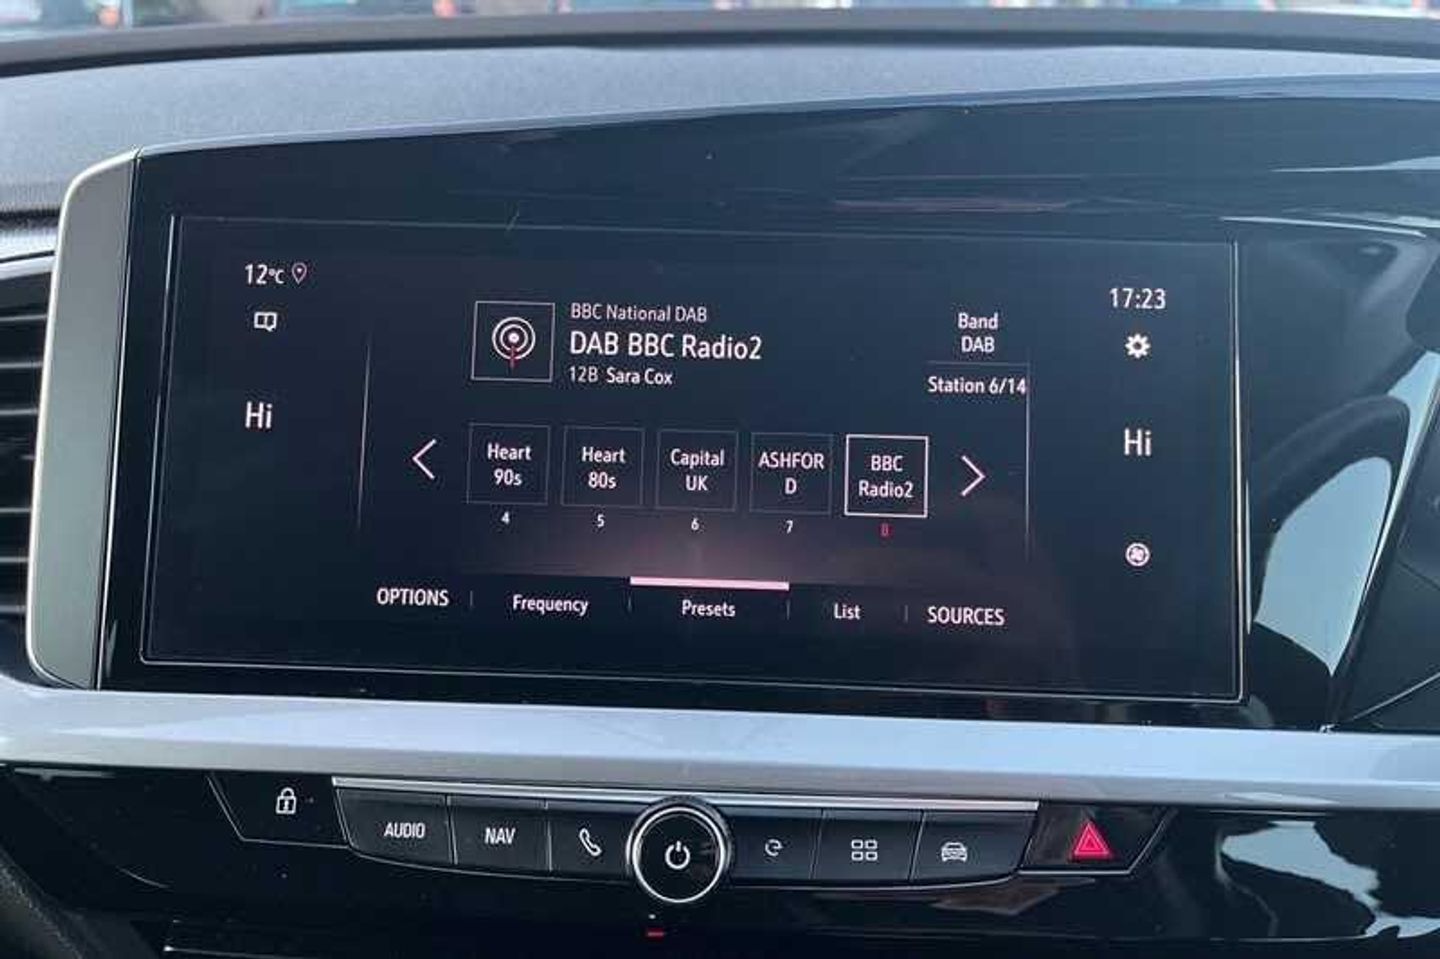 12°C
17:23
BBC National DAB
DAB BBC Radio2
12B Sara Cox
Band
DAB
Station 6/14
Hi
Hi
Heart
90s
4
Heart
80s
5
Capital
UK
6
ASHFOR
D
7
BBC
Radio2
8
OPTIONS
Frequency
Presets
List
SOURCES
AUDIO
NAV